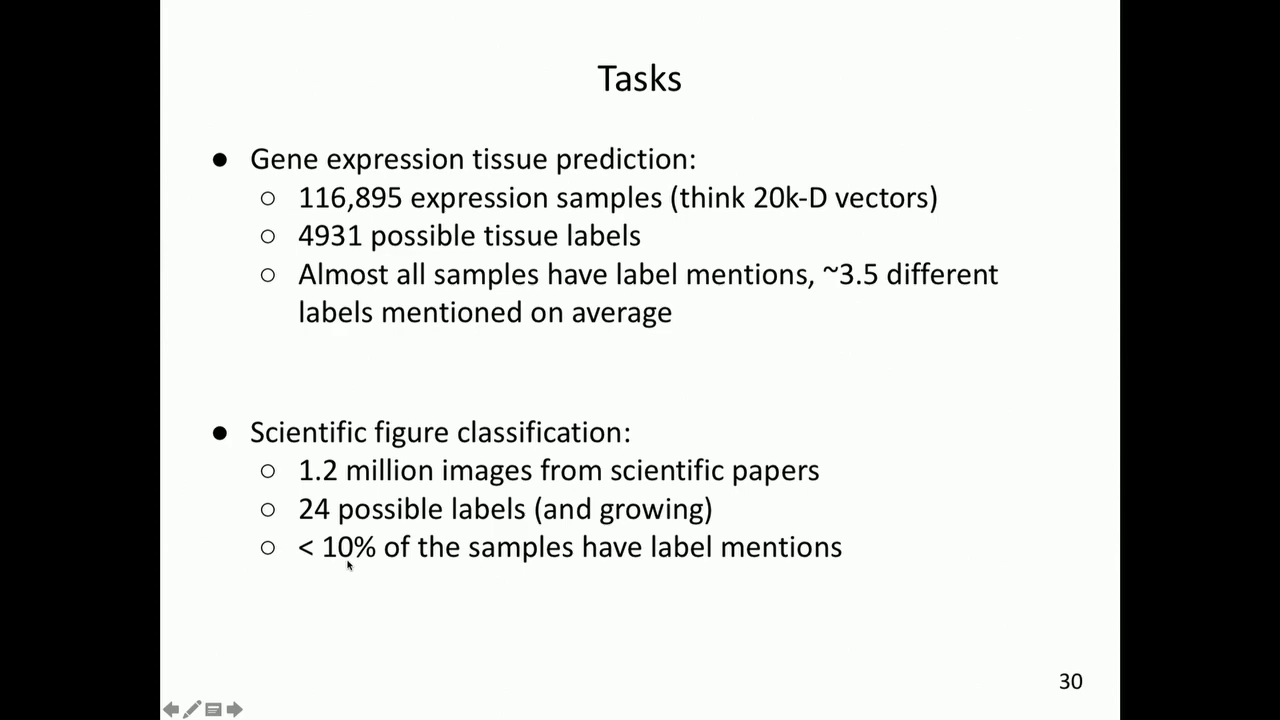 Tasks
● Gene expression tissue prediction:
○ 116,895 expression samples (think 20k-D vectors)
○ 4931 possible tissue labels
○ Almost all samples have label mentions, ~3.5 different
labels mentioned on average
● Scientific figure classification:
○ 1.2 million images from scientific papers
○ 24 possible labels (and growing)
○ < 10% of the samples have label mentions
30